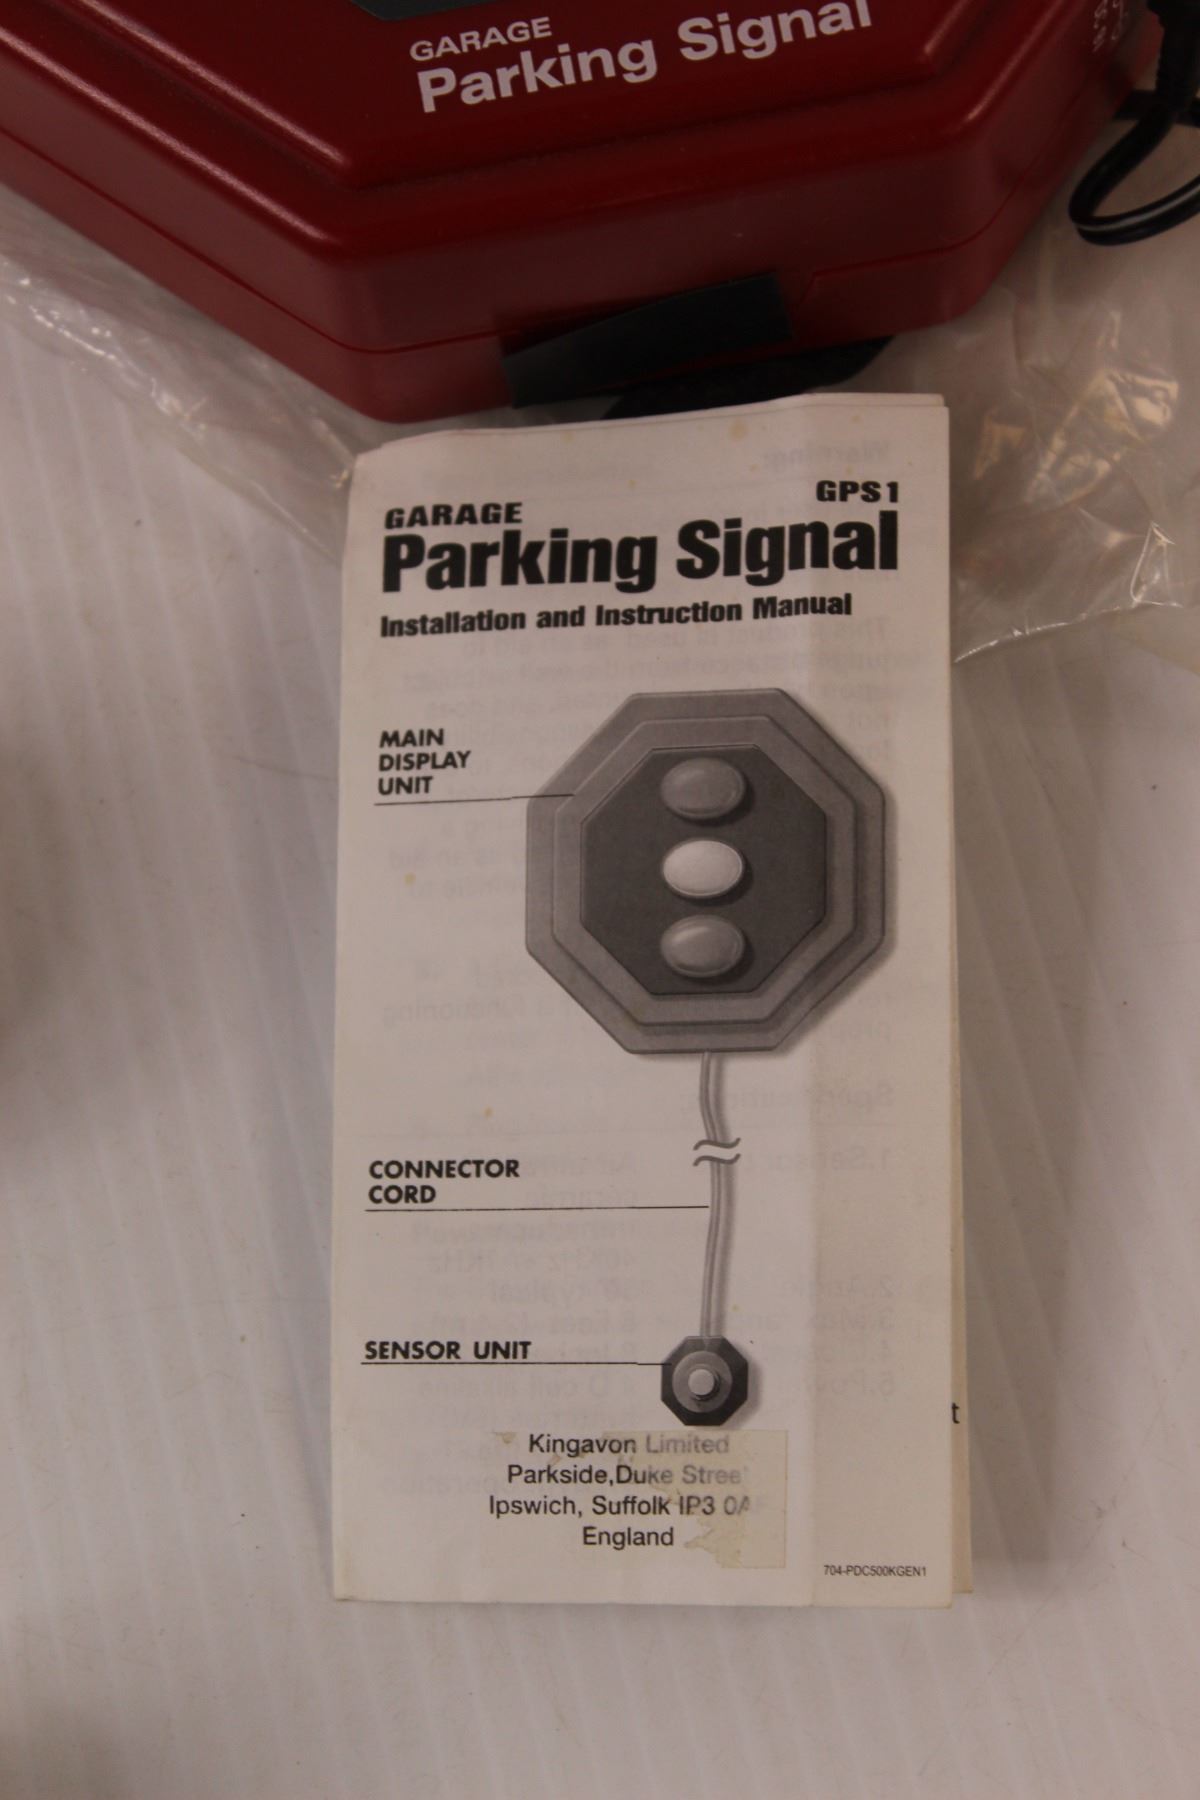 GARAGE
Parking Signal
GARAGE
GPS1
Parking Signal
Installation and Instruction Manual
MAIN
DISPLAY
UNIT
CONNECTOR
CORD
SENSOR UNIT
Kingavon Limited
Parkside,Duke Street
Ipswich, Suffolk IP3 0A
England
704-PDC500KGEN1
t